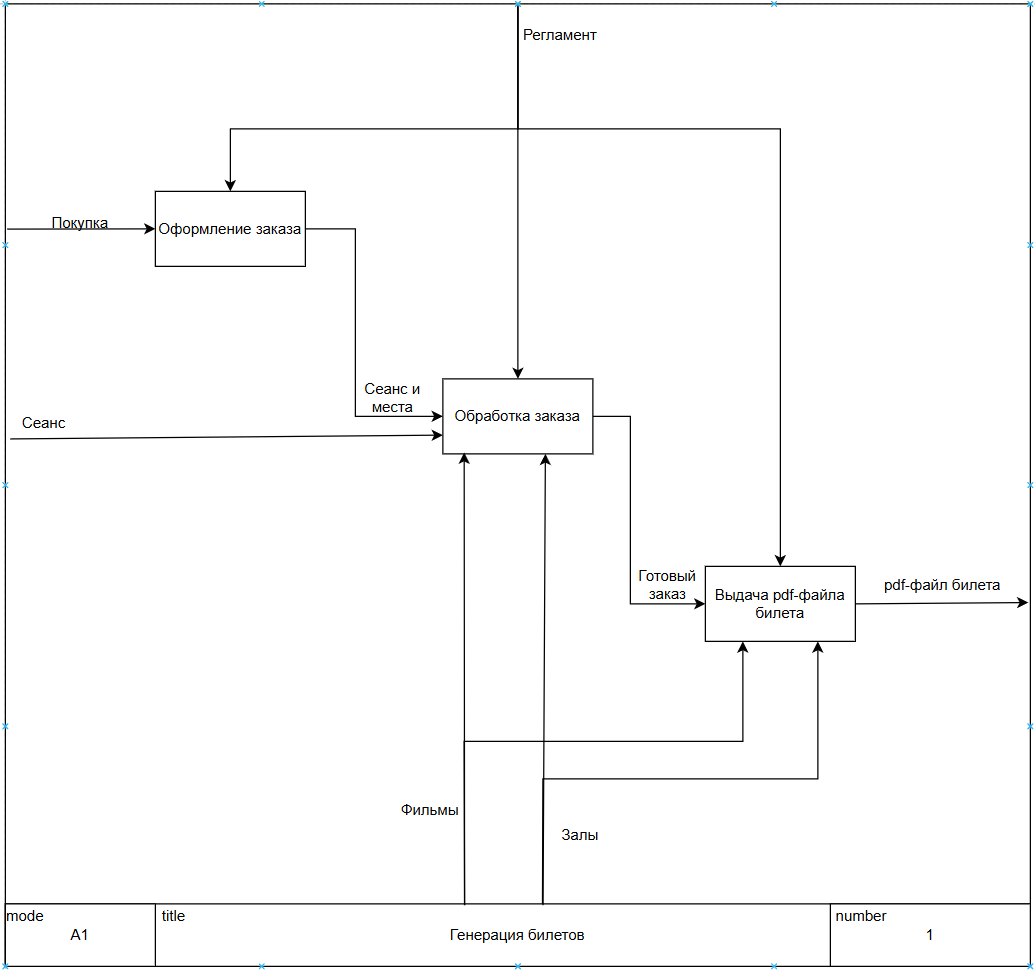 Регламент
Покупка
Оформление заказа
Сеанс и
места
Сеанс
Обработка заказа
Готовый
заказ
Выдача pdf-файла
билета
pdf-файл билета
Фильмы
Залы
mode
A1
title
Генерация билетов
number
1